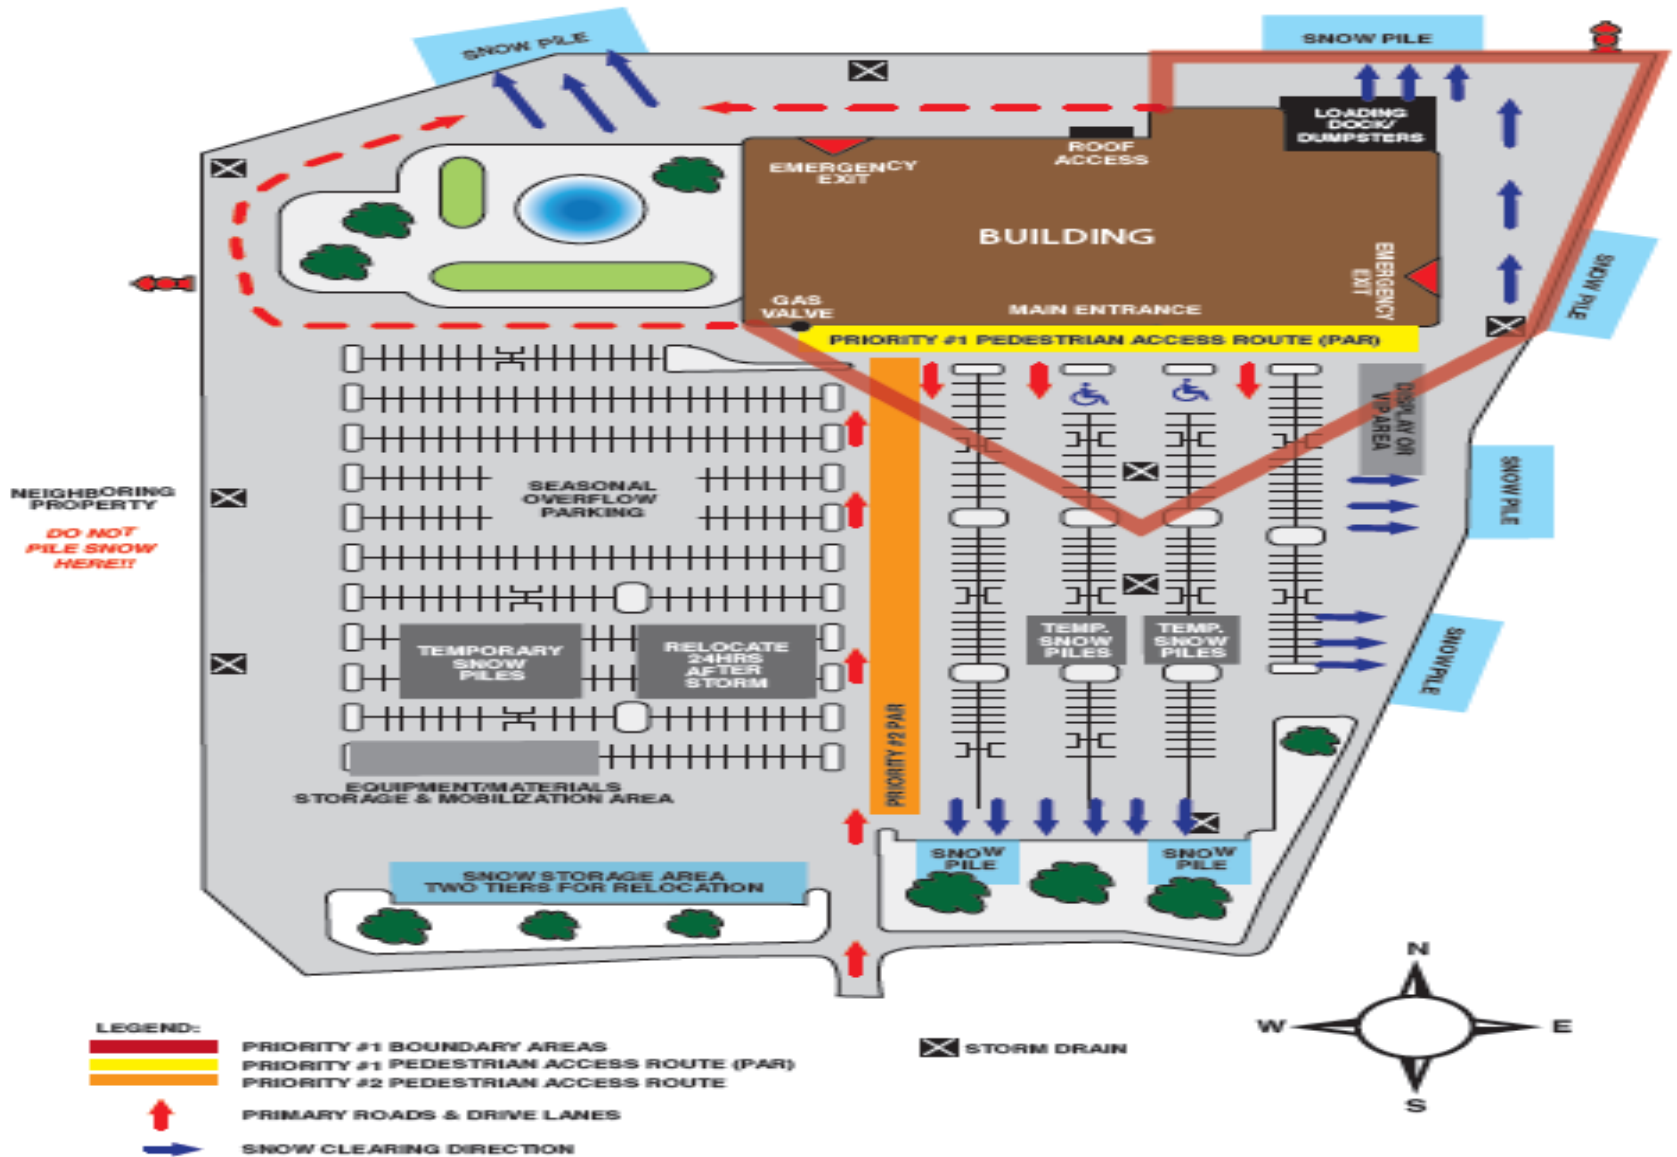 SNOW PILE
SNOW PILE
LOADING
DOCK/
DUMPSTERS
ROOF
ACCESS
EMERGENCY
EXIT
BUILDING
EMERGENCY
EXIT
SNOW PILE
GAS
VALVE
MAIN ENTRANCE
PRIORITY #1 PEDESTRIAN ACCESS ROUTE (PAR)
DISPLAY OR
VIP AREA
SNOW PILE
NEIGHBORING
PROPERTY
DO NOT
PILE SNOW
HERE!!
SEASONAL
OVERFLOW
PARKING
TEMPORARY
SNOW
PILES
RELOCATE
24HRS
AFTER
STORM
TEMP.
SNOW
PILES
TEMP.
SNOW
PILES
SNOWPILE
PRIORITY #2 PAR
EQUIPMENT/MATERIALS
STORAGE & MOBILIZATION AREA
SNOW
PILE
SNOW
PILE
SNOW STORAGE AREA
TWO TIERS FOR RELOCATION
N
W
E
S
LEGEND:
PRIORITY #1 BOUNDARY AREAS
PRIORITY #1 PEDESTRIAN ACCESS ROUTE (PAR)
PRIORITY #2 PEDESTRIAN ACCESS ROUTE
PRIMARY ROADS & DRIVE LANES
SNOW CLEARING DIRECTION
STORM DRAIN